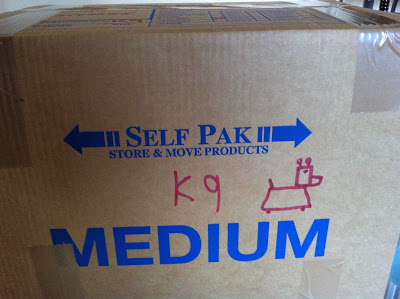 SELF PAK
STORE & MOVE PRODUCTS
K9
MEDIUM